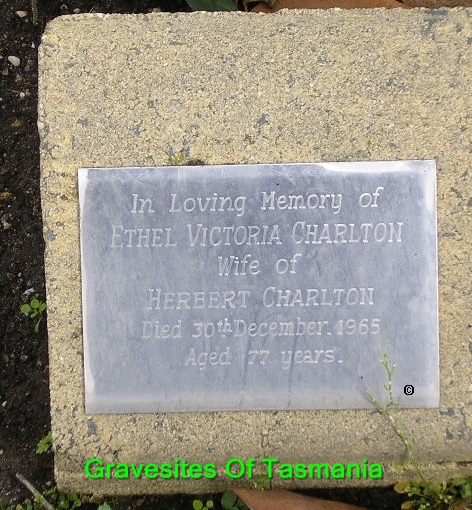 In Loving Memory of
ETHEL VICTORIA CHARLTON
Wife of
HERBERT CHARLTON
Died 30th December. 1965
Aged 77 years.
©
Gravesites Of Tasmania